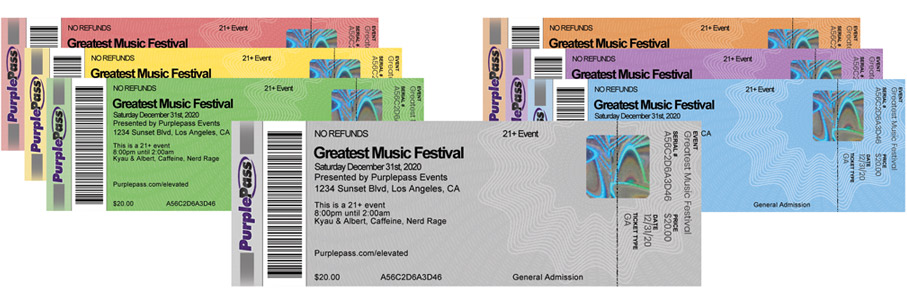 NO REFUNDS
21+ Event
Greatest Music Festival
NO REFUNDS
21+ Event
Greatest Music Festival
PurplePass
NO REFUNDS
21+ Event
Greatest Music Festival
Saturday December 31st, 2020
Presented by Purplepass Events
1234 Sunset Blvd, Los Angeles, CA
This is a 21+ event
8:00pm until 2:00am
Kyau & Albert, Caffeine, Nerd Rage
Purplepass.com/elevated
$20.00
A56C2D6A3D46
PurplePass
NO REFUNDS
21+ Event
Greatest Music Festival
NO REFUNDS
21+ Event
Greatest Music Festival
NO REFUNDS
21+ Event
Greatest Music Festival
Saturday December 31st, 2020
CA
General Admission
EVENT
Greatest Music Festival
SERIAL #
A56C2D6A3D46
PRICE
$20.00
DATE
12/31/20
TICKET TYPE
GA
PurplePass
NO REFUNDS
21+ Event
Greatest Music Festival
Saturday December 31st, 2020
Presented by Purplepass Events
1234 Sunset Blvd, Los Angeles, CA
This is a 21+ event
8:00pm until 2:00am
Kyau & Albert, Caffeine, Nerd Rage
Purplepass.com/elevated
$20.00
A56C2D6A3D46
General Admission
EVENT
Greatest Music Festival
SERIAL #
A56C2D6A3D46
PRICE
$20.00
DATE
12/31/20
TICKET TYPE
GA
PurplePass